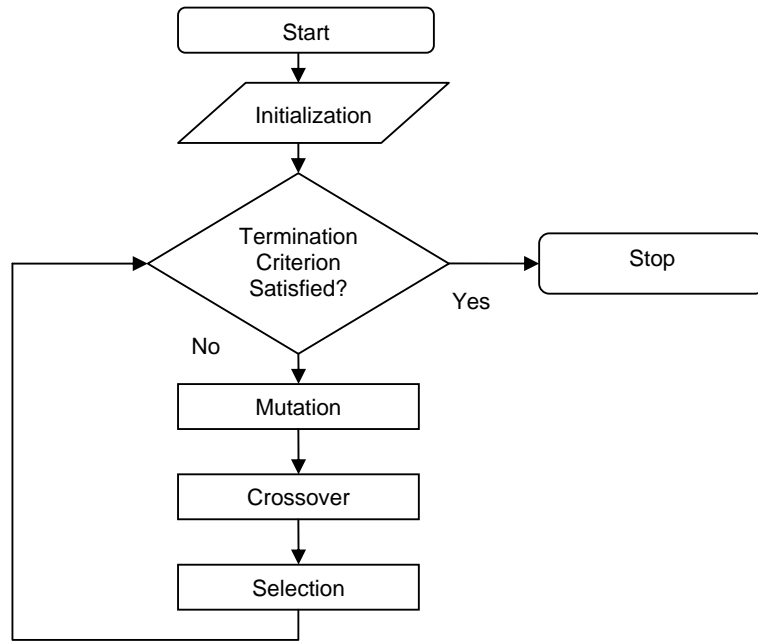 Start
Initialization
Termination
Criterion
Satisfied?
Stop
Yes
No
Mutation
Crossover
Selection